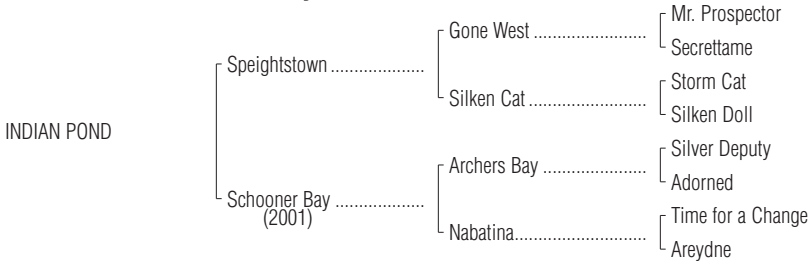 Mr. Prospector
Gone West .......................
Secrettame
Speightstown ....................
Storm Cat
Silken Cat .........................
Silken Doll
INDIAN POND
Silver Deputy
Archers Bay ......................
Adorned
Schooner Bay ...................
(2001)
Time for a Change
Nabatina............................
Areydne